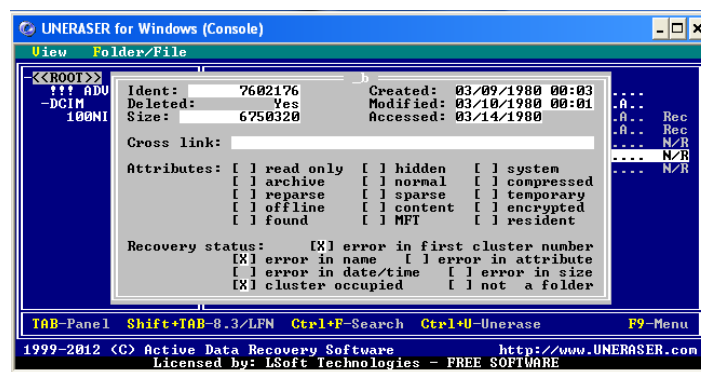 UNERASER for Windows (Console)
View Folder/File
-<<ROOT>> _b
!!! ADU Ident: 7602176 Created: 03/09/1980 00:03 ....
-DCIM Deleted: Yes Modified: 03/10/1980 00:01 .A..
100NI Size: 6750320 Accessed: 03/14/1980 .A.. Rec
.A.. Rec
Cross link: .... N/R
.... N/R
Attributes: [ ] read only [ ] hidden [ ] system .... N/R
[ ] archive [ ] normal [ ] compressed
[ ] reparse [ ] sparse [ ] temporary
[ ] offline [ ] content [ ] encrypted
[ ] found [ ] MFT [ ] resident
Recovery status: [X] error in first cluster number
[X] error in name [ ] error in attribute
[ ] error in date/time [ ] error in size
[X] cluster occupied [ ] not a folder
TAB-Panel Shift+TAB-8.3/LFN Ctrl+F-Search Ctrl+U-Unerase F9-Menu
1999-2012 (C) Active Data Recovery Software http://www.UNERASER.com
Licensed by: LSoft Technologies - FREE SOFTWARE